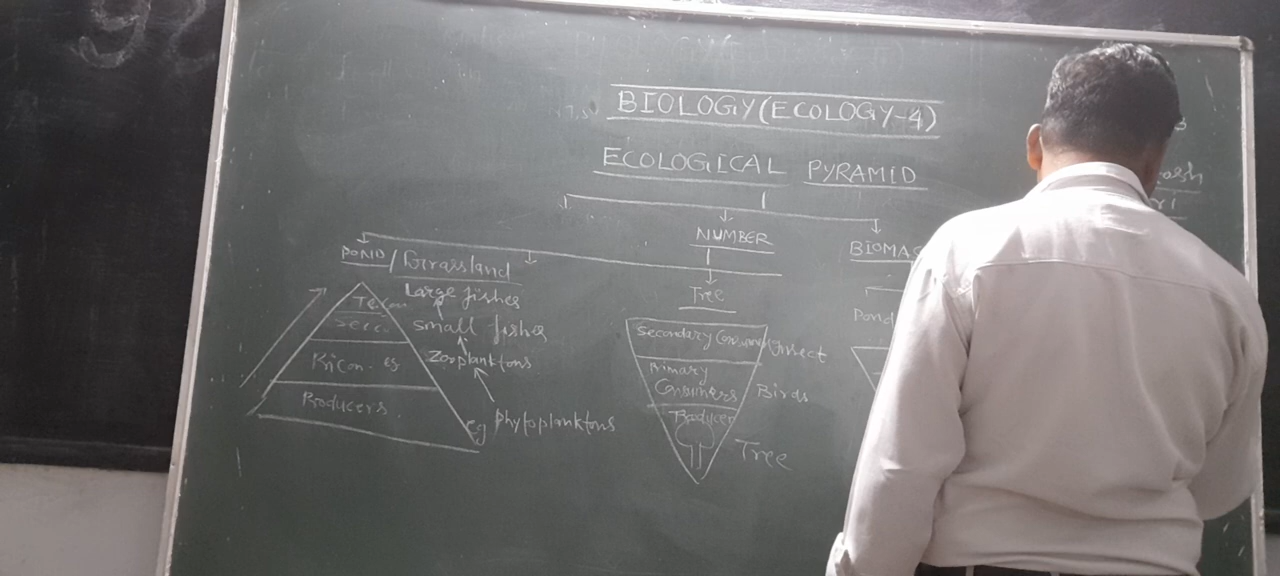 BIOLOGY (ECOLOGY-4)
ECOLOGICAL PYRAMID
NUMBER
BIOMAS
POND / Grassland
Tree
Large fishes
small fishes
Zooplanktons
Producers
eg Phytoplanktons
Secondary Consumer Insect
Primary
Consumers Birds
Producer
Tree
Pond